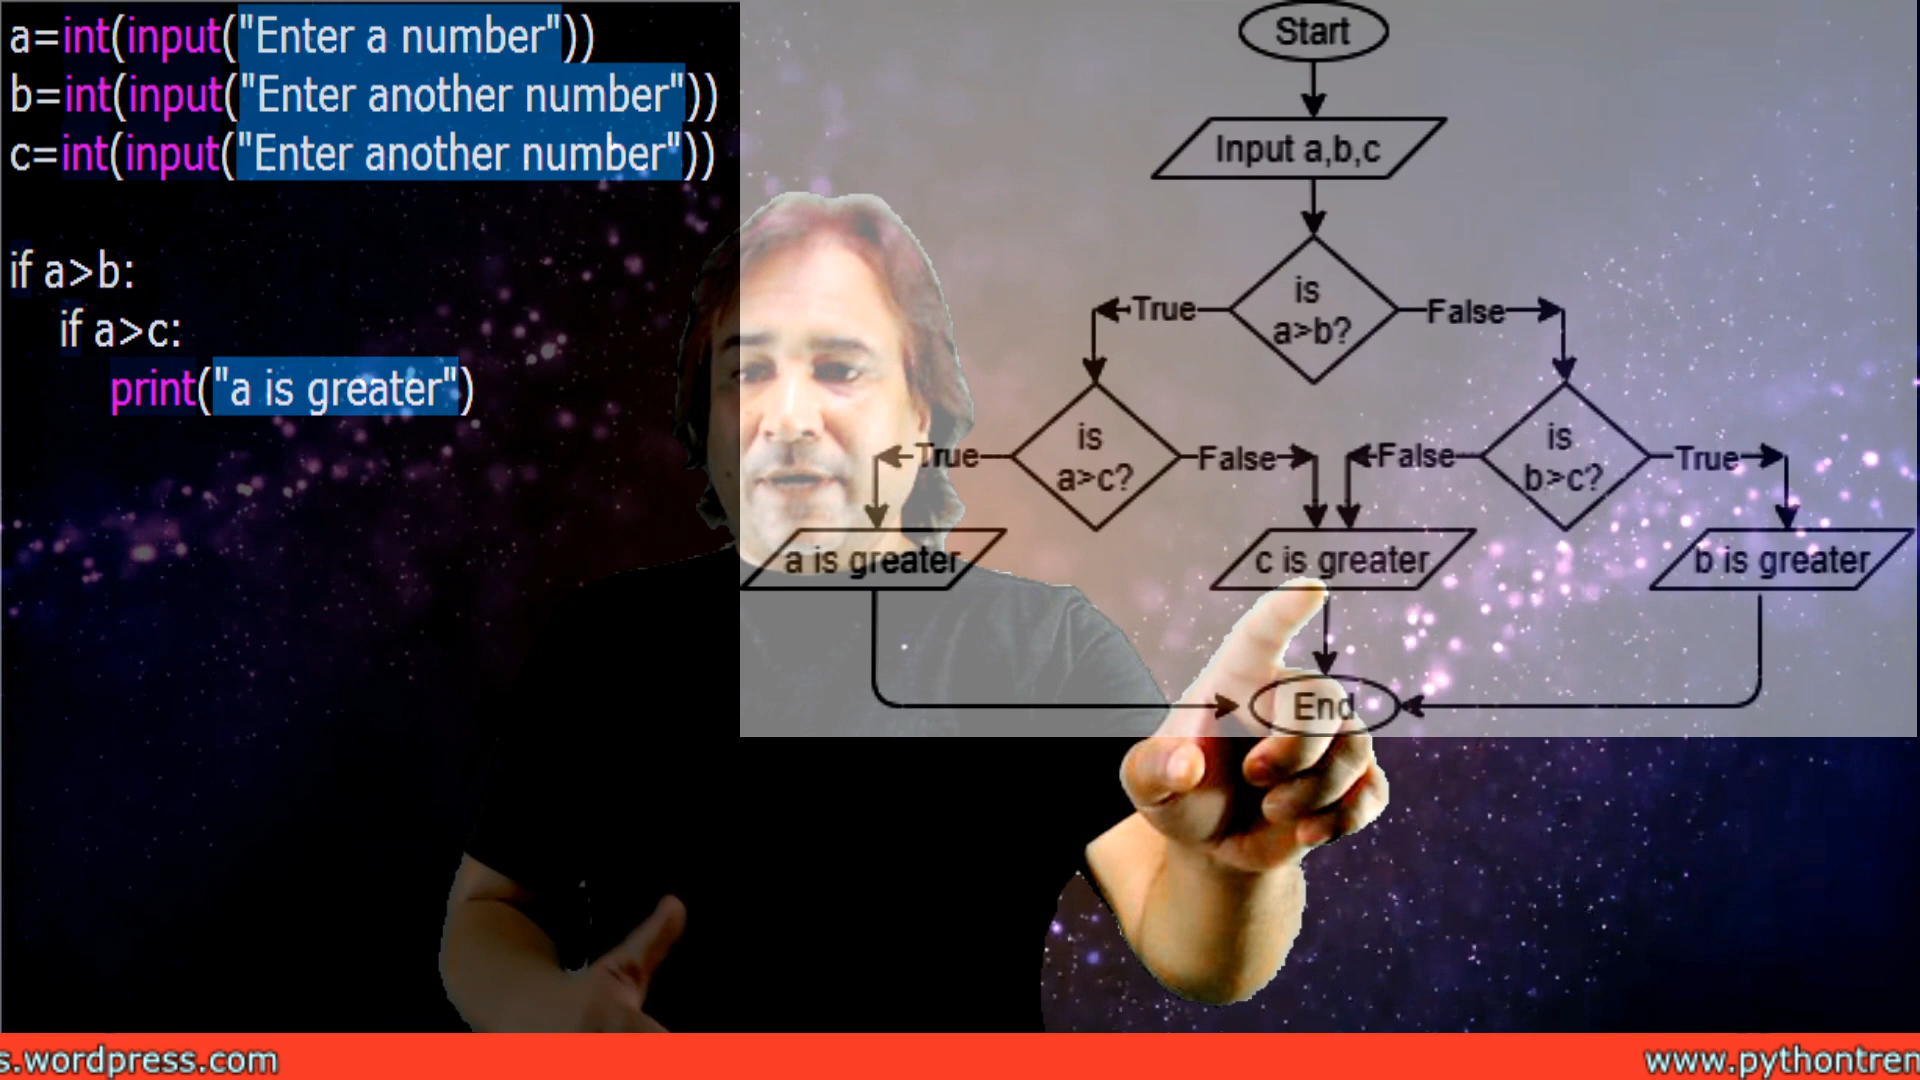 a=int(input("Enter a number"))
b=int(input("Enter another number"))
c=int(input("Enter another number"))
if a>b:
if a>c:
print("a is greater")
Start
Input a,b,c
is
a>b?
True
False
is
a>c?
True
False
is
b>c?
False
True
a is greater
c is greater
b is greater
End
s.wordpress.com
www.pythontren